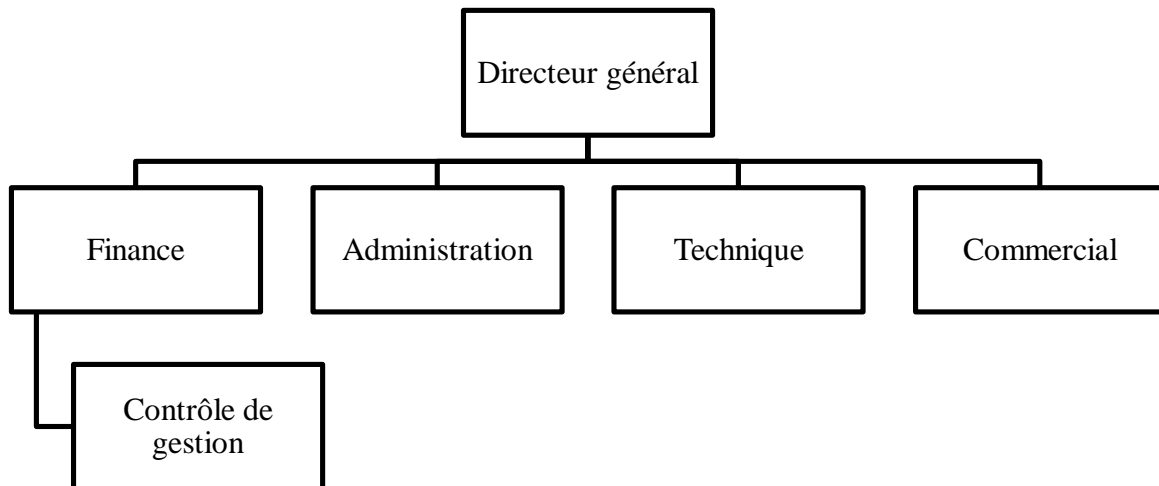 Directeur général
Finance
Administration
Technique
Commercial
Contrôle de
gestion